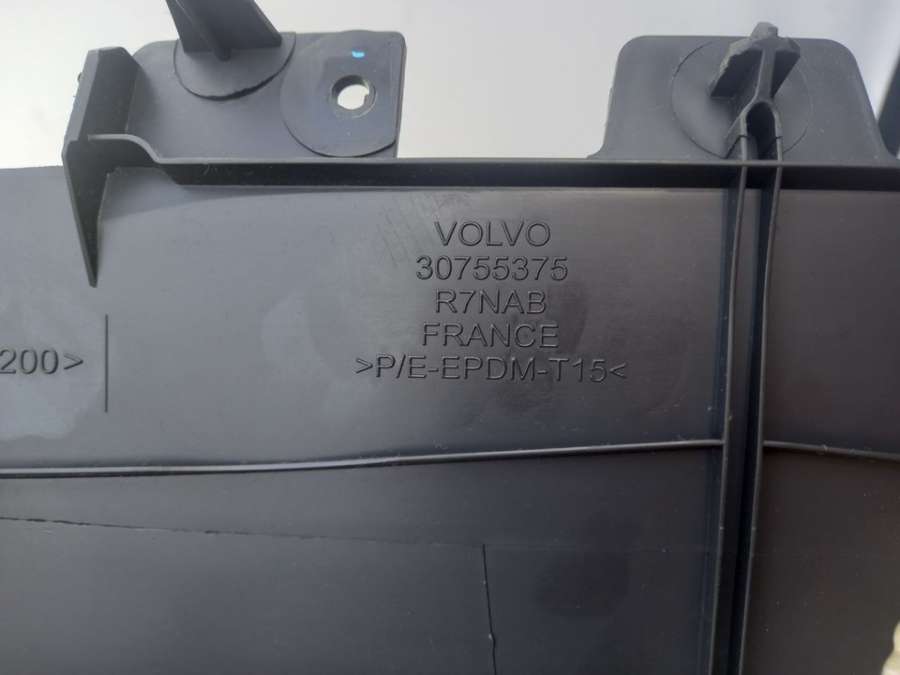 VOLVO
30755375
R7NAB
FRANCE
200> >P/E-EPDM-T15<